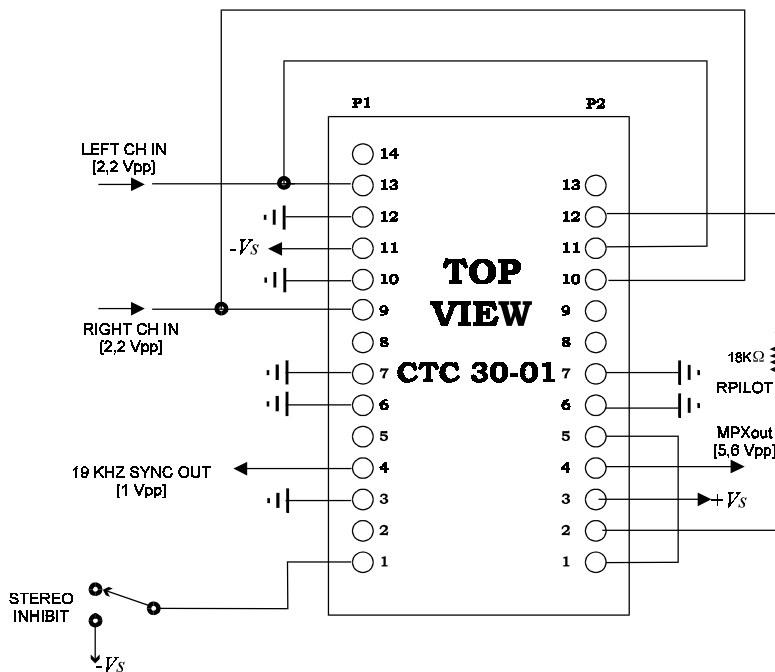 P1
P2
LEFT CH IN
[2,2 Vpp]
RIGHT CH IN
[2,2 Vpp]
-VS
19 KHZ SYNC OUT
[1 Vpp]
STEREO
INHIBIT
-VS
14
13
12
11
10
9
8
7
6
5
4
3
2
1
TOP
VIEW
CTC 30-01
13
12
11
10
9
8
7
6
5
4
3
2
1
18KΩ
RPILOT
MPXout
[5,6 Vpp]
+VS